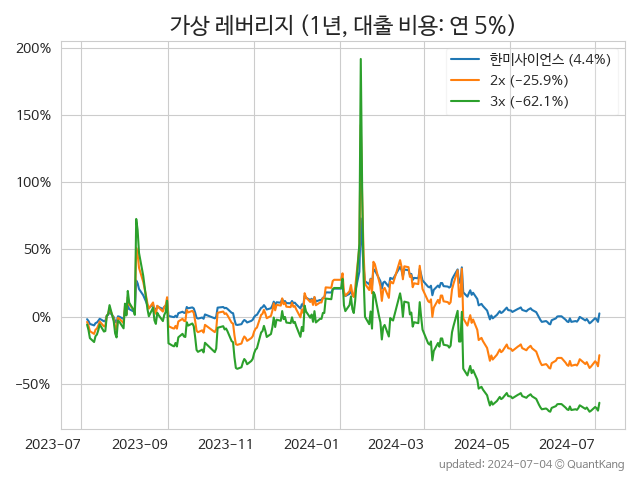 가상 레버리지 (1년, 대출 비용: 연 5%)
한미사이언스 (4.4%)
2x (−25.9%)
3x (−62.1%)
200%
150%
100%
50%
0%
−50%
2023-07 2023-09 2023-11 2024-01 2024-03 2024-05 2024-07
updated: 2024-07-04 © QuantKang